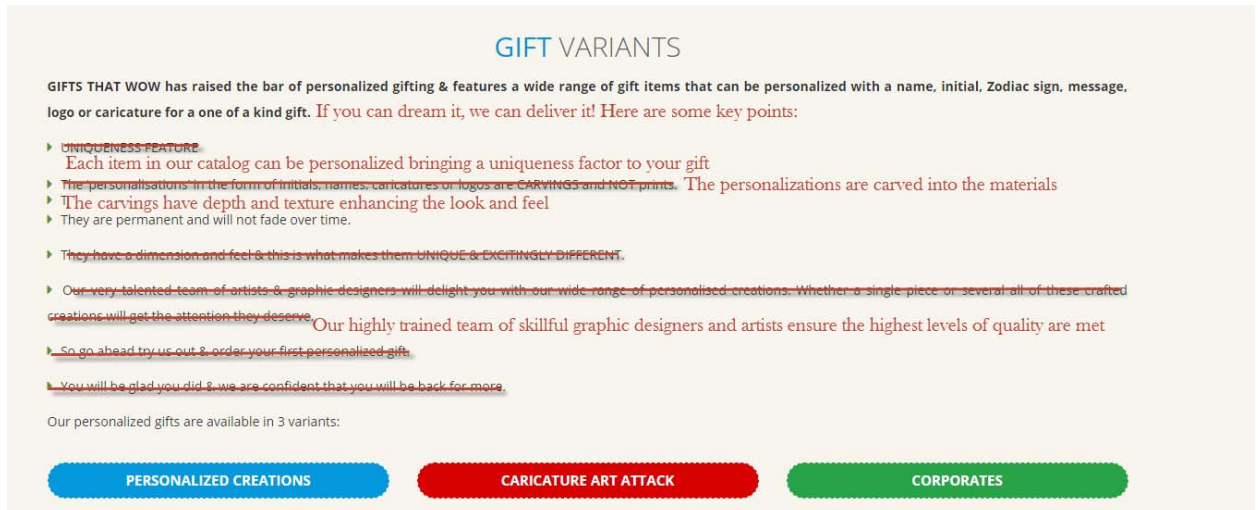 GIFT VARIANTS
GIFTS THAT WOW has raised the bar of personalized gifting & features a wide range of gift items that can be personalized with a name, initial, Zodiac sign, message,
logo or caricature for a one of a kind gift. If you can dream it, we can deliver it! Here are some key points:
UNIQUENESS FEATURE
Each item in our catalog can be personalized bringing a uniqueness factor to your gift
The personalisations in the form of initials, names, caricatures or logos are CARVINGS and NOT prints. The personalizations are carved into the materials
The carvings have depth and texture enhancing the look and feel
They are permanent and will not fade over time.
They have a dimension and feel & this is what makes them UNIQUE & EXCITINGLY DIFFERENT.
Our very talented team of artists & graphic designers will delight you with our wide range of personalised creations. Whether a single piece or several all of these crafted
creations will get the attention they deserve. Our highly trained team of skillful graphic designers and artists ensure the highest levels of quality are met
So go ahead try us out & order your first personalized gift.
You will be glad you did & we are confident that you will be back for more.
Our personalized gifts are available in 3 variants:
PERSONALIZED CREATIONS CARICATURE ART ATTACK CORPORATES